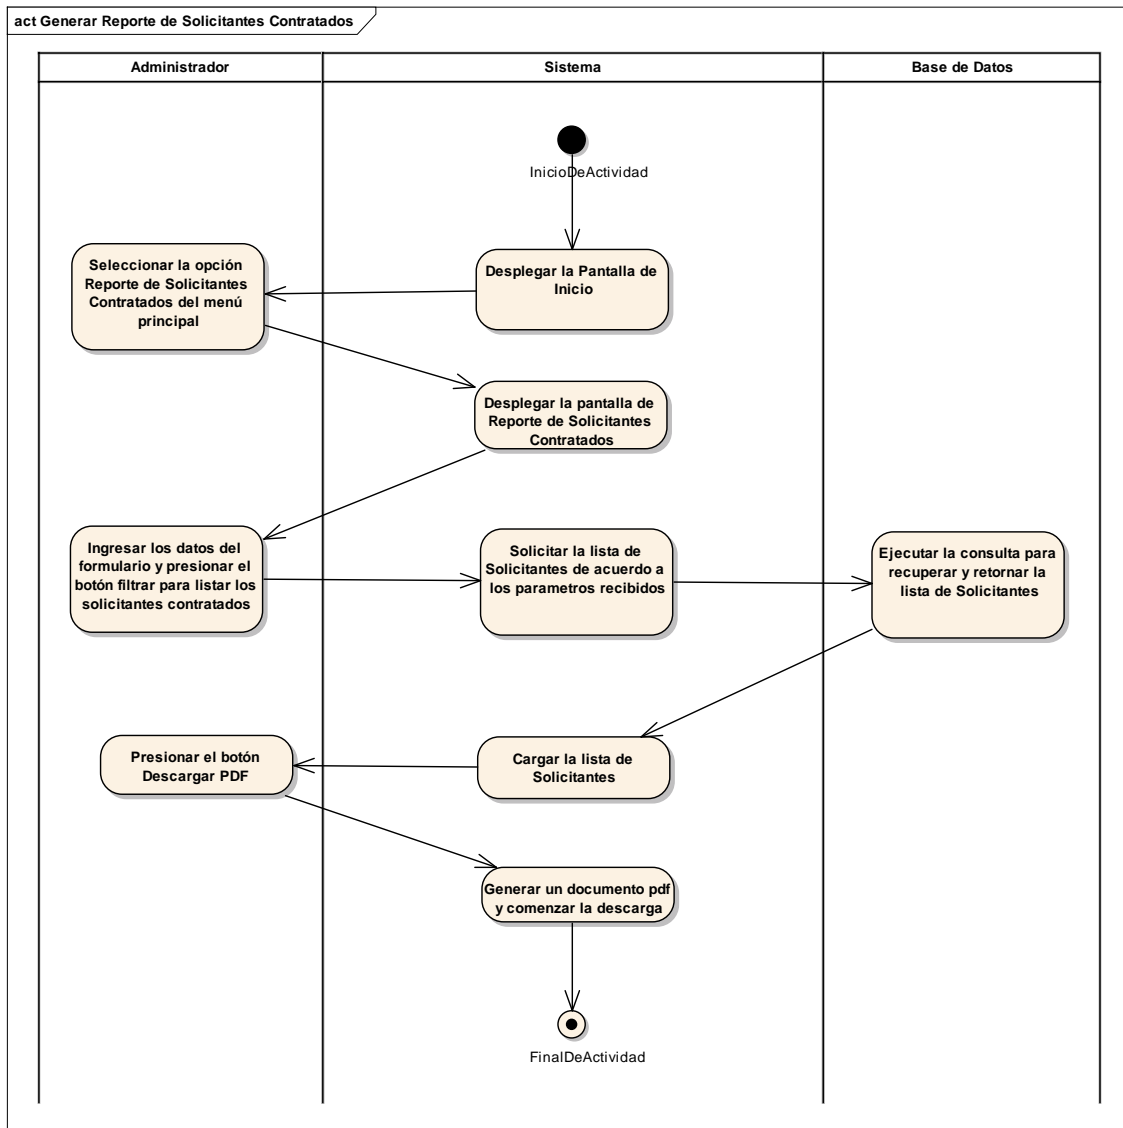 act Generar Reporte de Solicitantes Contratados
Administrador
Sistema
Base de Datos
InicioDeActividad
Desplegar la Pantalla de
Inicio
Seleccionar la opción
Reporte de Solicitantes
Contratados del menú
principal
Desplegar la pantalla de
Reporte de Solicitantes
Contratados
Ingresar los datos del
formulario y presionar el
botón filtrar para listar los
solicitantes contratados
Solicitar la lista de
Solicitantes de acuerdo a
los parametros recibidos
Ejecutar la consulta para
recuperar y retornar la
lista de Solicitantes
Cargar la lista de
Solicitantes
Presionar el botón
Descargar PDF
Generar un documento pdf
y comenzar la descarga
FinalDeActividad